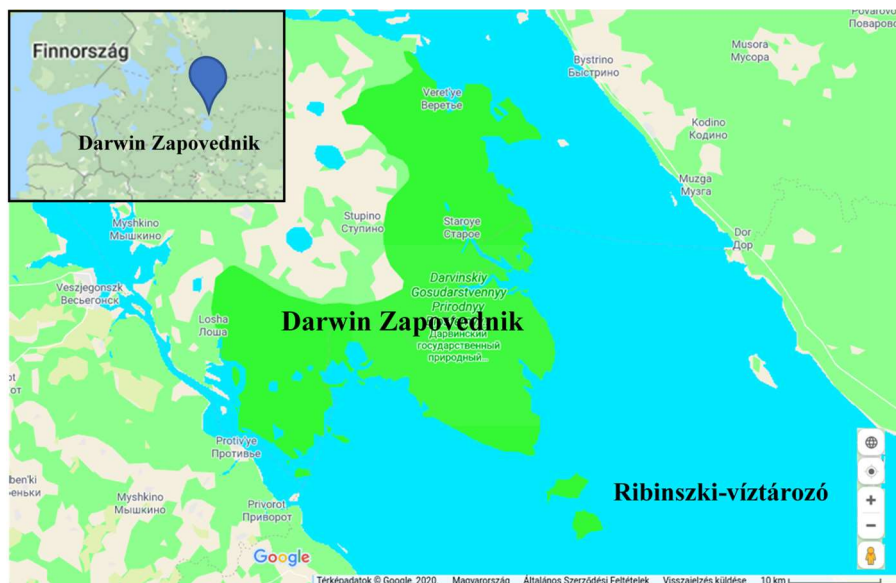 Finnország
Darwin Zapovednik
Povarovo
Поварово
Musora
Мусора
Bystrino
Быстрино
Veret'ye
Веретье
Kodino
Кодино
Muzga
Музга
Myshkino
Мышкино
Stupino
Ступино
Staroye
Старое
Dor
Дор
Veszjegonszk
Весьегонск
Darvinskiy
Gosudarstvennyy
Prirodnyy
Losha
Лоша
Darwin Zapovednik
Дарвинский
государственный
природный...
Protiv'ye
Противье
Myshkino
Мышкино
Privorot
Приворот
Ribinszki-víztározó
Google
Térképadatok © Google, 2020 Magyarország Általános Szerződési Feltételek Visszajelzés küldése 10 km